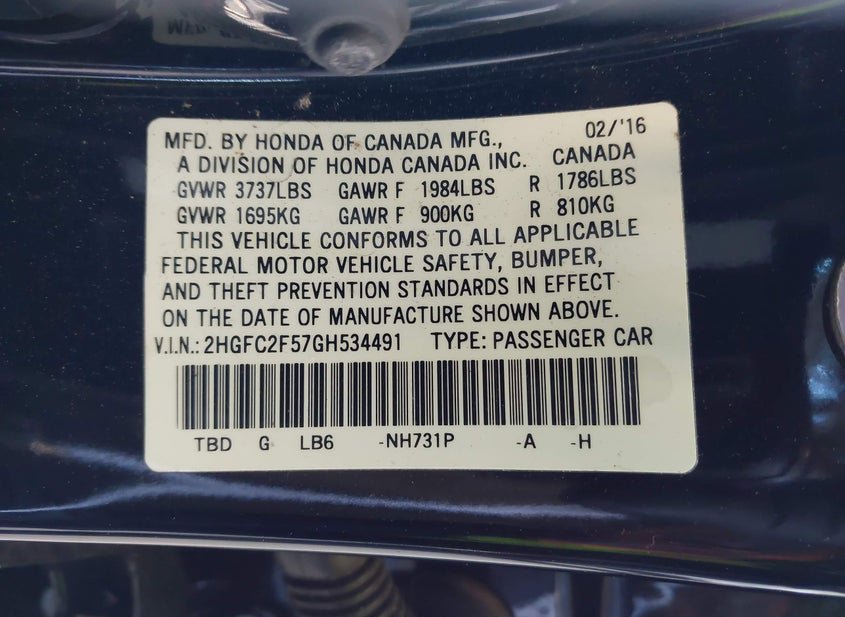 MFD. BY HONDA OF CANADA MFG., 02/'16
A DIVISION OF HONDA CANADA INC. CANADA
GVWR 3737LBS GAWR F 1984LBS R 1786LBS
GVWR 1695KG GAWR F 900KG R 810KG
THIS VEHICLE CONFORMS TO ALL APPLICABLE
FEDERAL MOTOR VEHICLE SAFETY, BUMPER,
AND THEFT PREVENTION STANDARDS IN EFFECT
ON THE DATE OF MANUFACTURE SHOWN ABOVE.
V.I.N.: 2HGFC2F57GH534491 TYPE: PASSENGER CAR
TBD G LB6 -NH731P -A -H